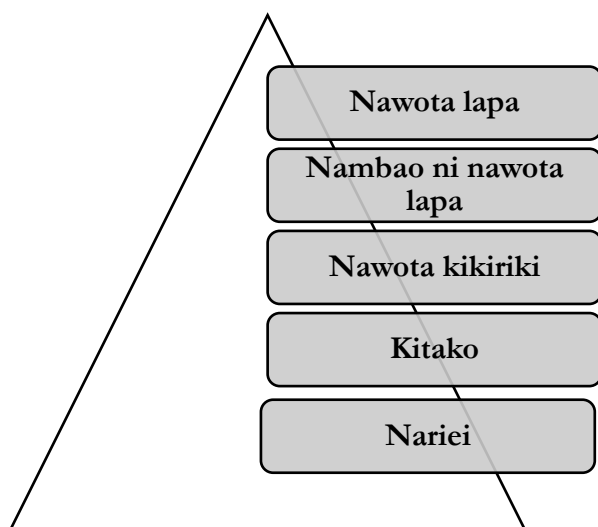 Nawota lapa
Nambao ni nawota
lapa
Nawota kikiriki
Kitako
Nariei